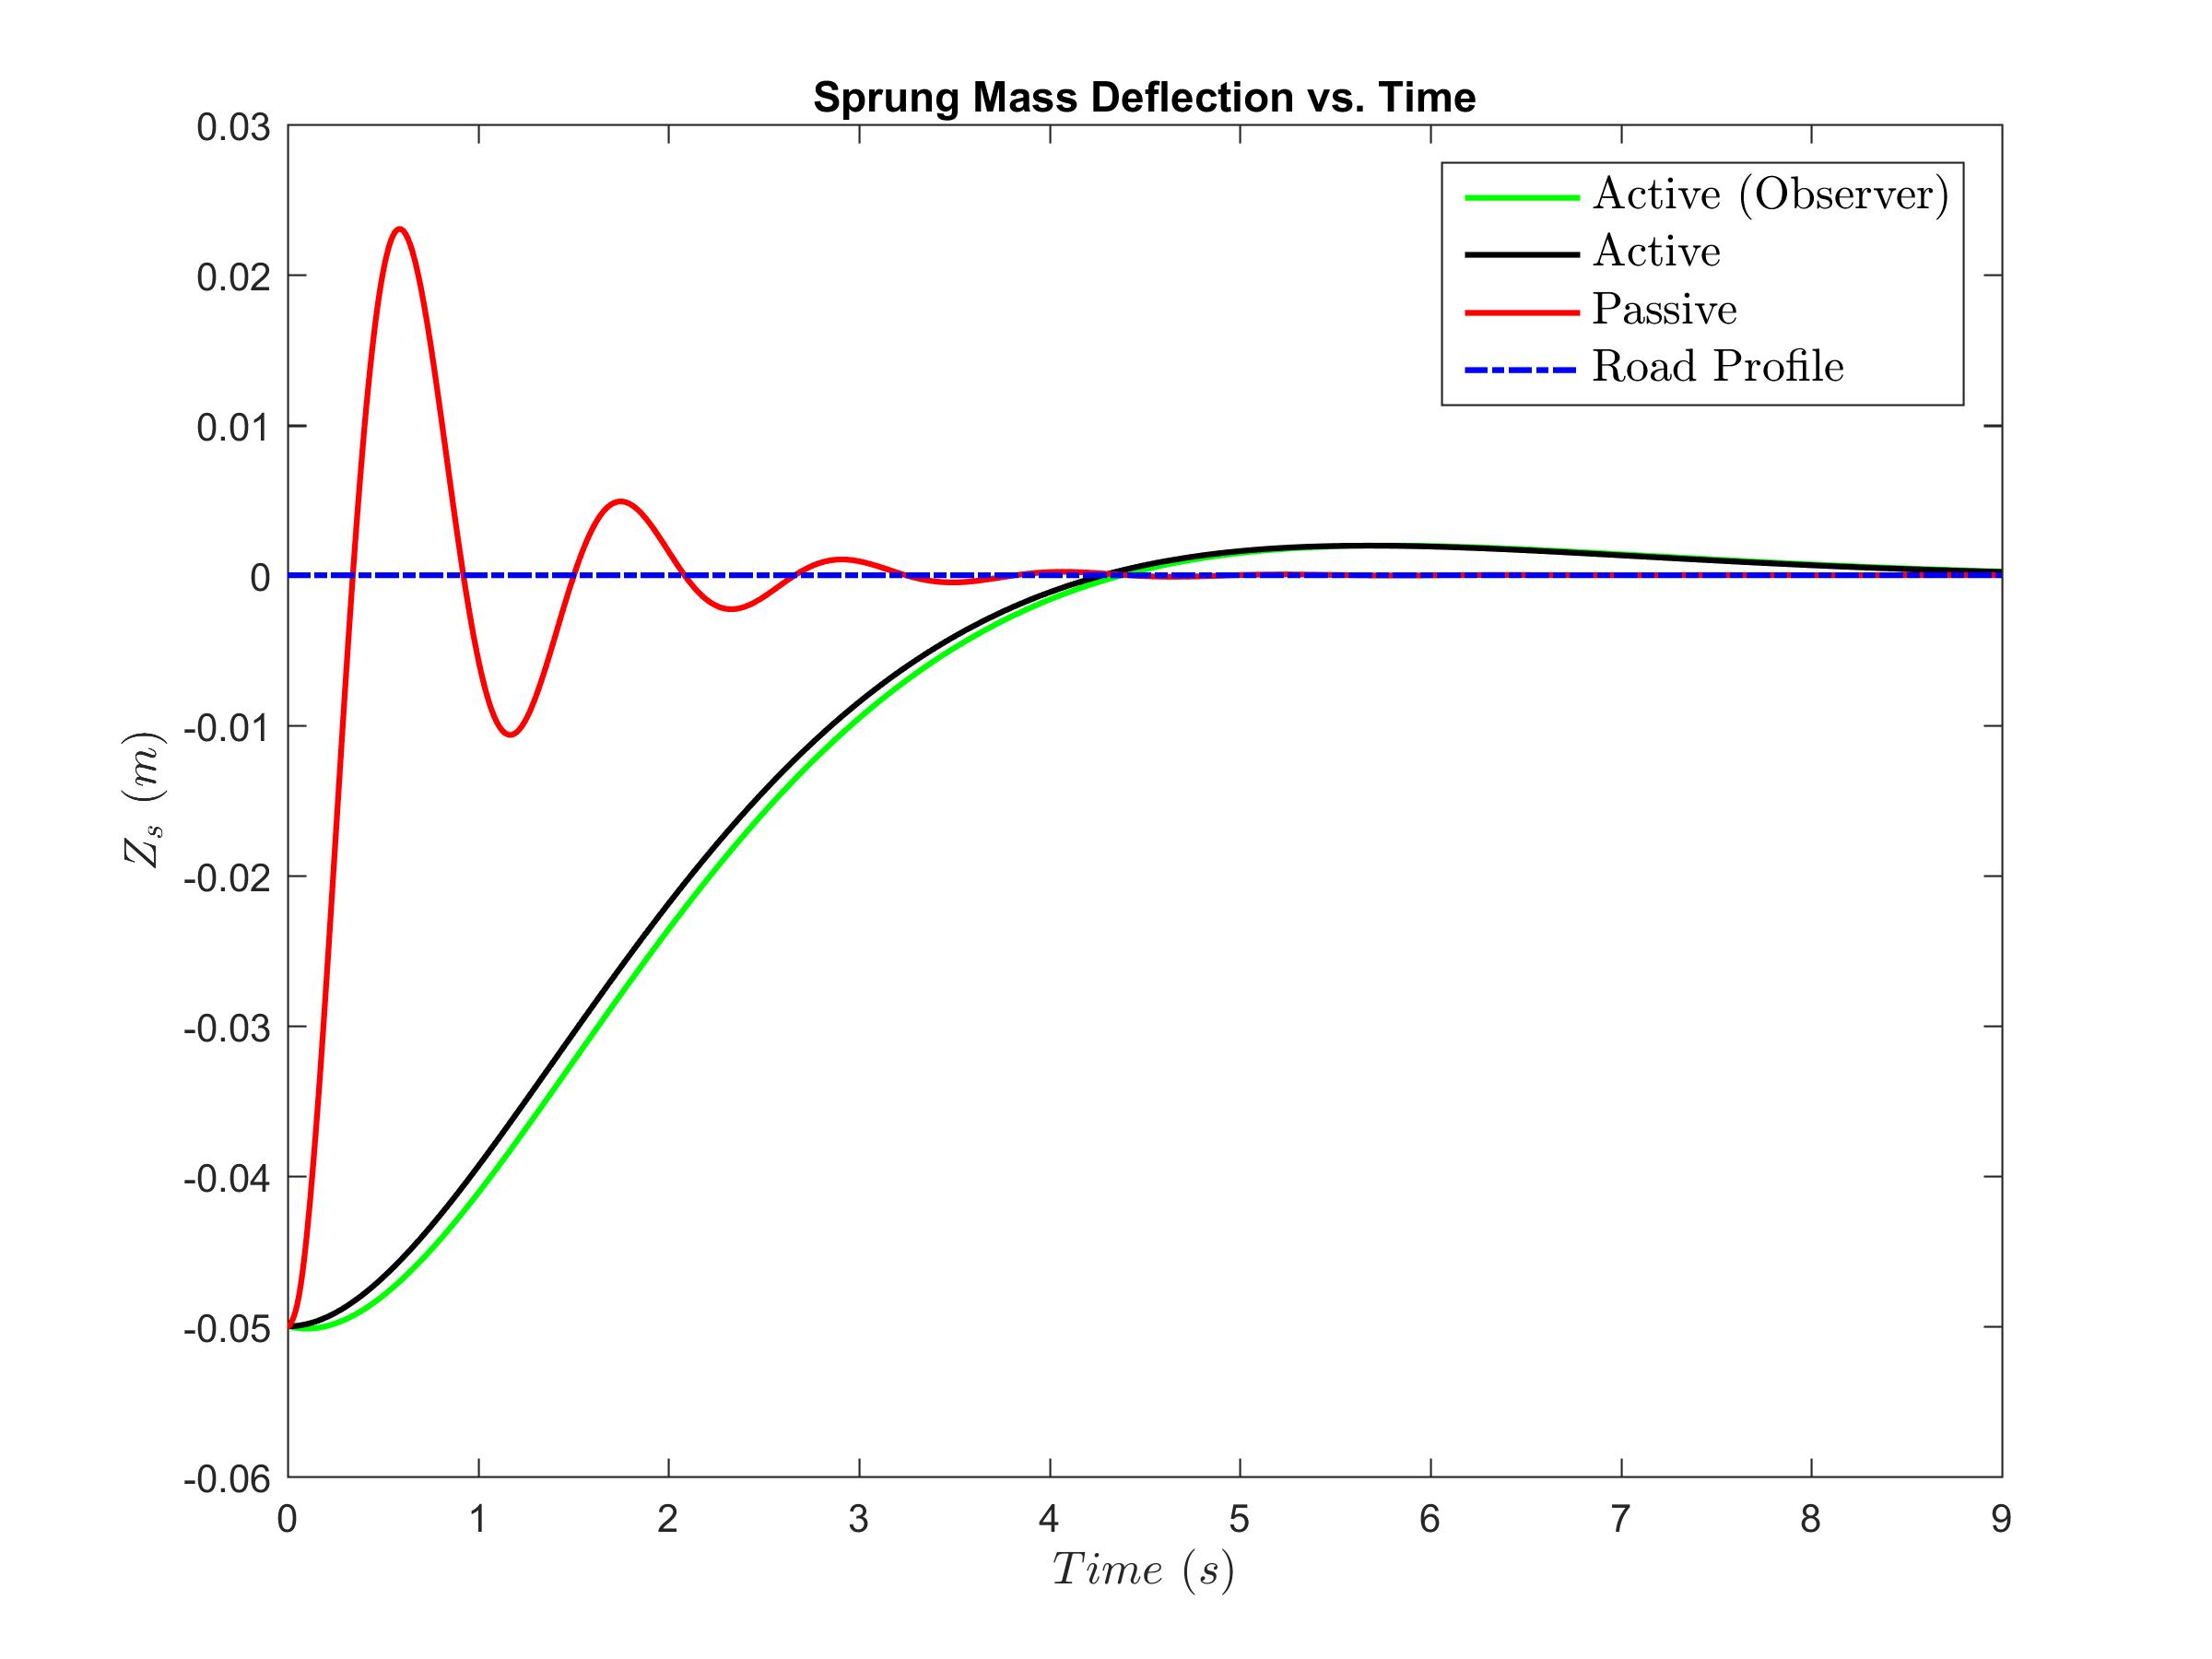 Sprung Mass Deflection vs. Time
0.03
0.02
0.01
0
-0.01
-0.02
-0.03
-0.04
-0.05
-0.06
Z_s (m)
Active (Observer)
Active
Passive
Road Profile
0 1 2 3 4 5 6 7 8 9
Time (s)